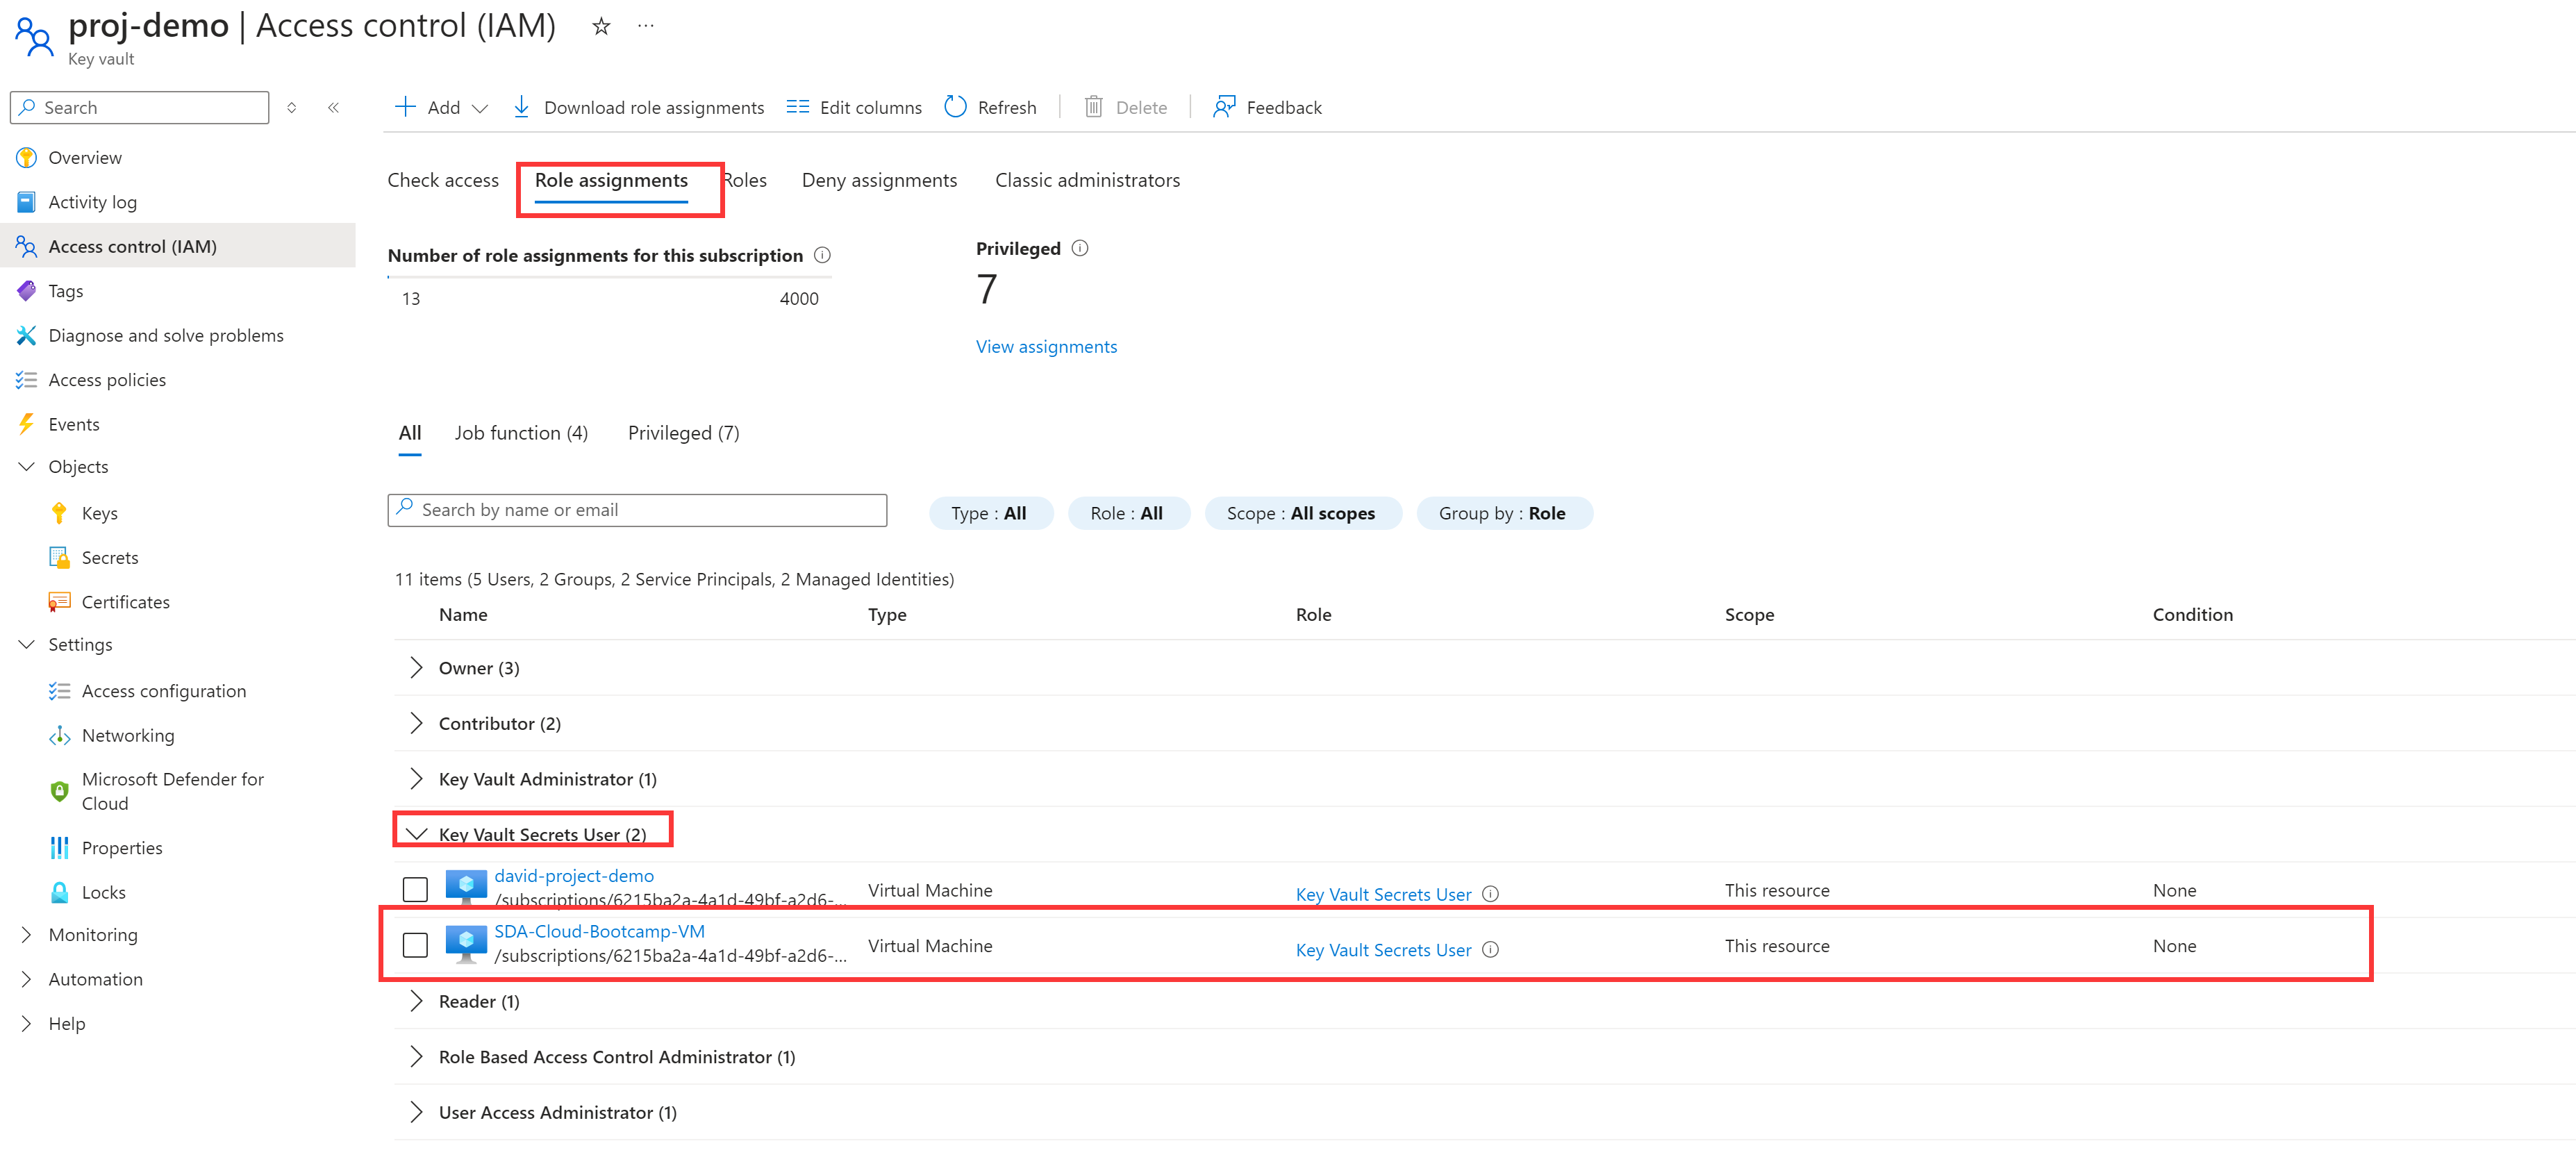 proj-demo | Access control (IAM) ☆ ···
Key vault
Search
Add
Download role assignments
Edit columns
Refresh
Delete
Feedback
Overview
Activity log
Access control (IAM)
Tags
Diagnose and solve problems
Access policies
Events
Objects
Keys
Secrets
Certificates
Settings
Access configuration
Networking
Microsoft Defender for
Cloud
Properties
Locks
Monitoring
Automation
Help
Check access Role assignments Roles Deny assignments Classic administrators
Number of role assignments for this subscription
13 4000
Privileged
7
View assignments
All Job function (4) Privileged (7)
Search by name or email
Type : All
Role : All
Scope : All scopes
Group by : Role
11 items (5 Users, 2 Groups, 2 Service Principals, 2 Managed Identities)
Name Type Role Scope Condition
Owner (3)
Contributor (2)
Key Vault Administrator (1)
Key Vault Secrets User (2)
david-project-demo
/subscriptions/6215ba2a-4a1d-49bf-a2d6-...
Virtual Machine Key Vault Secrets User This resource None
SDA-Cloud-Bootcamp-VM
/subscriptions/6215ba2a-4a1d-49bf-a2d6-...
Virtual Machine Key Vault Secrets User This resource None
Reader (1)
Role Based Access Control Administrator (1)
User Access Administrator (1)